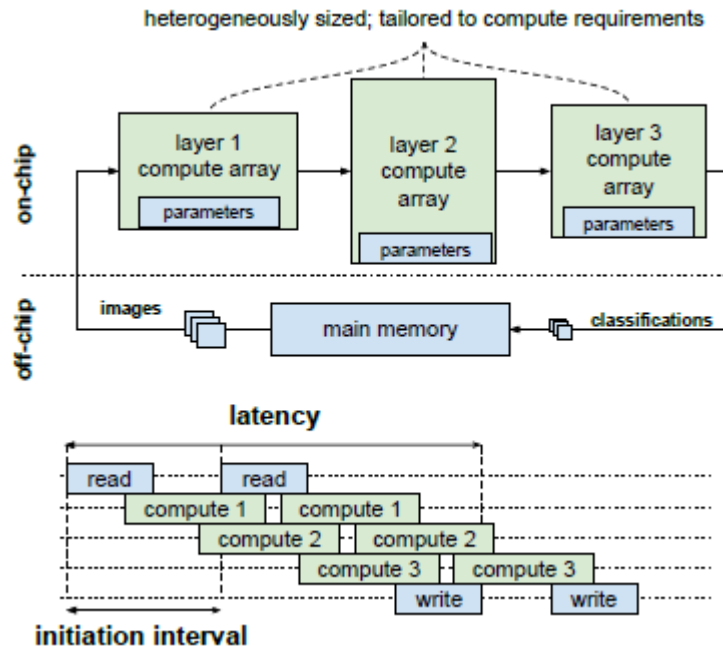 heterogeneously sized; tailored to compute requirements
on-chip
layer 1
compute array
parameters
layer 2
compute
array
parameters
layer 3
compute
array
parameters
off-chip
images
main memory
classifications
latency
read
read
compute 1
compute 1
compute 2
compute 2
compute 3
compute 3
write
write
initiation interval